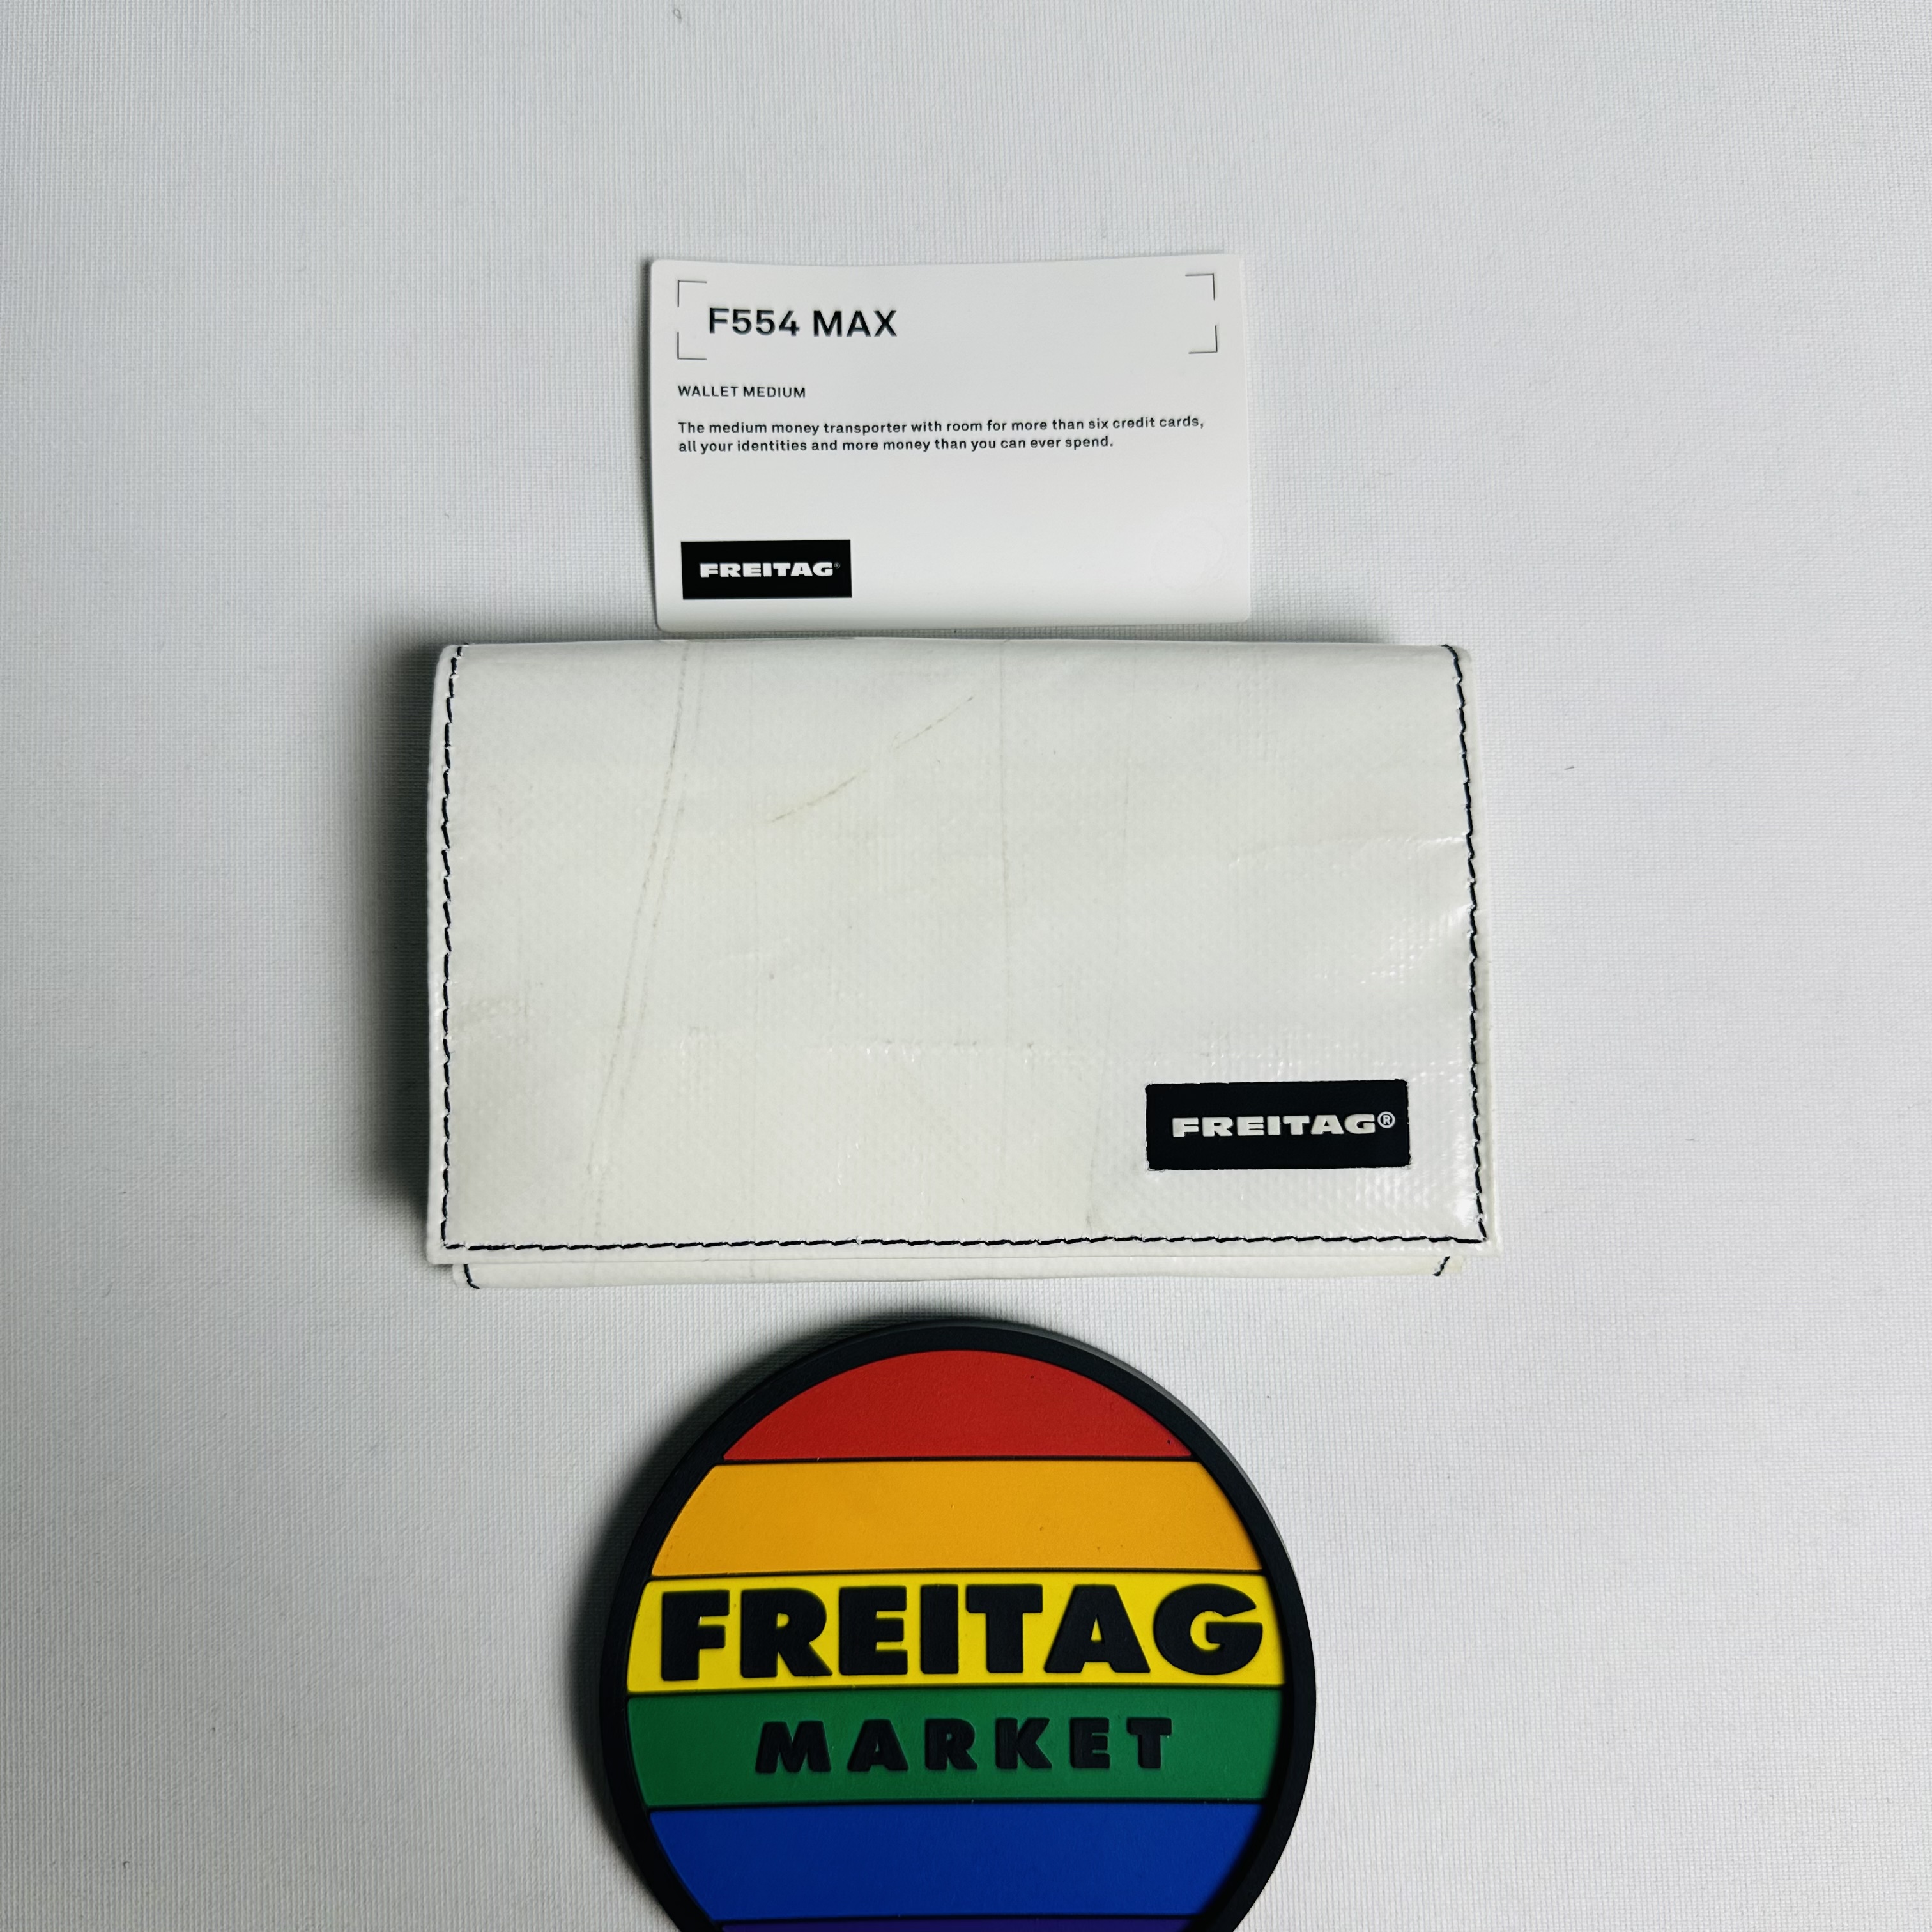 F554 MAX
WALLET MEDIUM
The medium money transporter with room for more than six credit cards,
all your identities and more money than you can ever spend.
FREITAG®
FREITAG®
FREITAG
MARKET